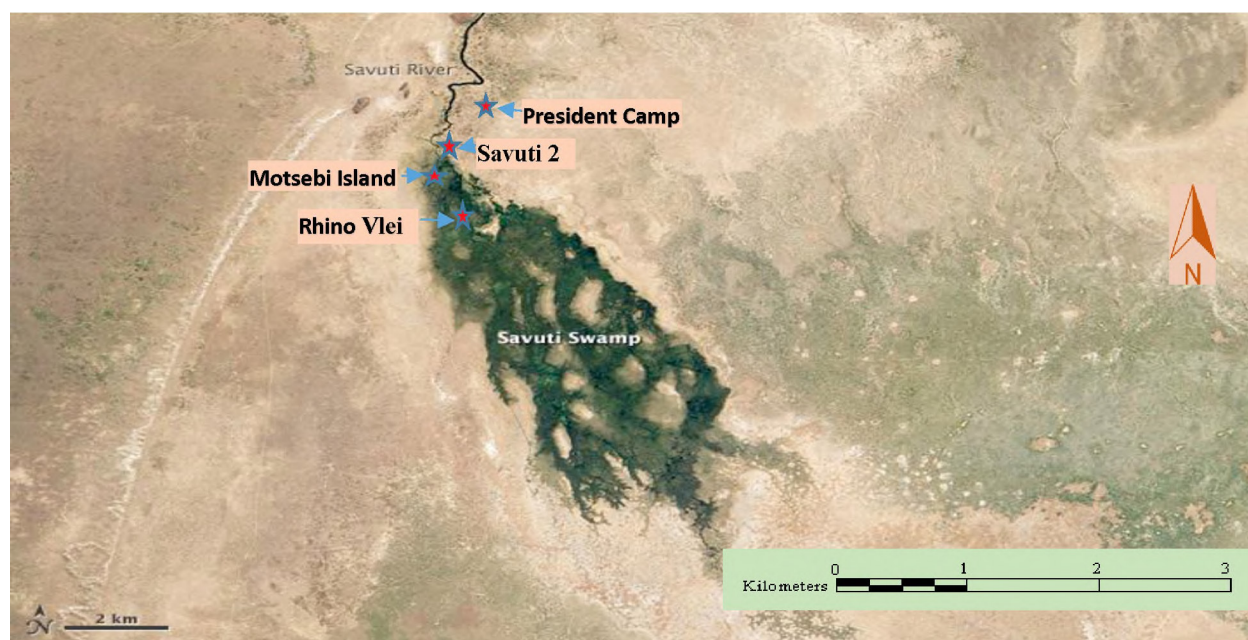 Savuti River
President Camp
Savuti 2
Motsebi Island
Rhino Vlei
N
Savuti Swamp
0 1 2 3
Kilometers
N
2 km